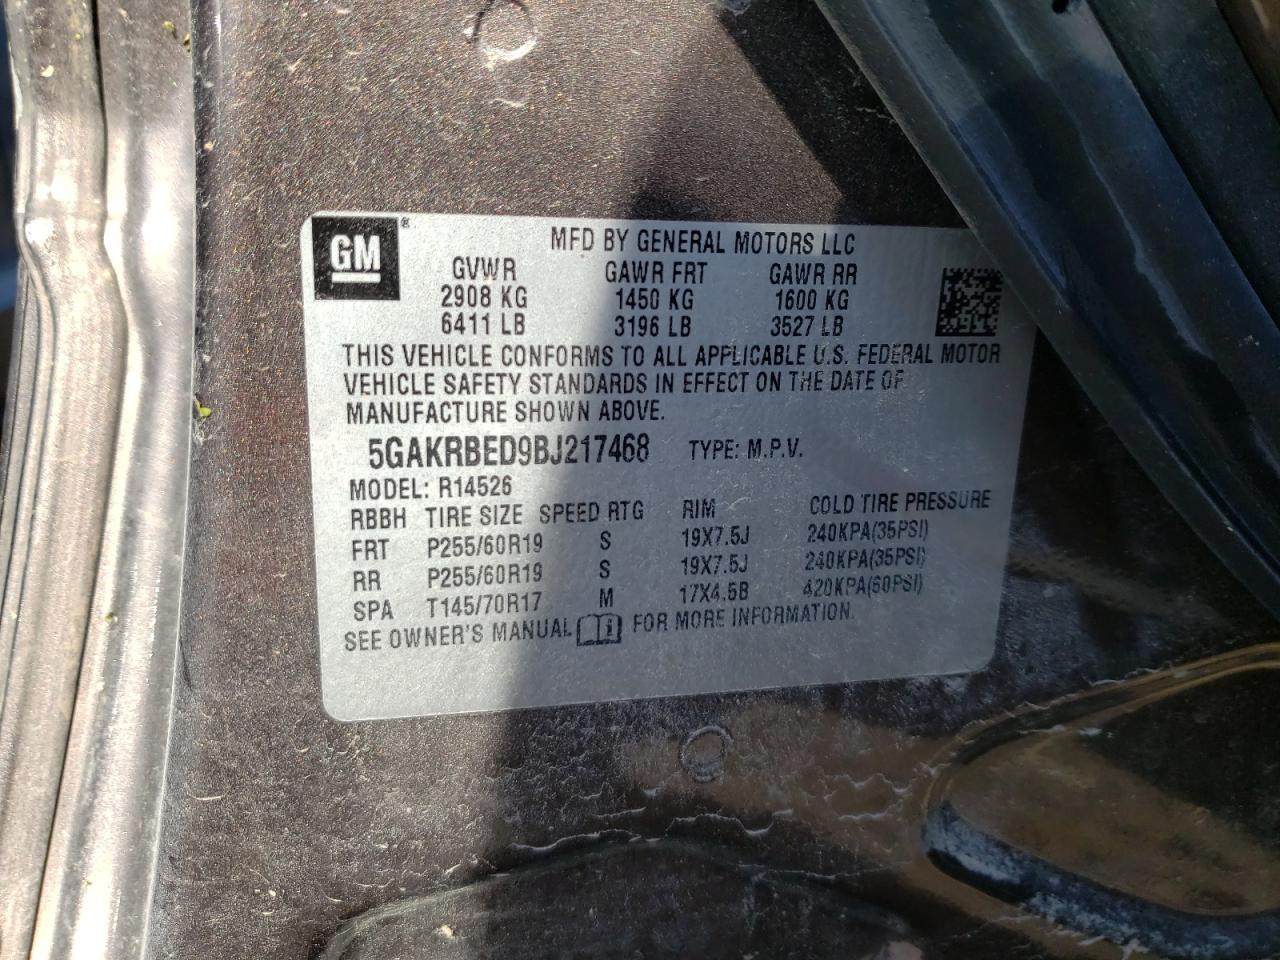 GM®
MFD BY GENERAL MOTORS LLC
GVWR GAWR FRT GAWR RR
2908 KG 1450 KG 1600 KG
6411 LB 3196 LB 3527 LB
THIS VEHICLE CONFORMS TO ALL APPLICABLE U.S. FEDERAL MOTOR
VEHICLE SAFETY STANDARDS IN EFFECT ON THE DATE OF
MANUFACTURE SHOWN ABOVE.
5GAKRBED9BJ217468 TYPE: M.P.V.
MODEL: R14526
RBBH TIRE SIZE SPEED RTG RIM COLD TIRE PRESSURE
FRT P255/60R19 S 19X7.5J 240KPA(35PSI)
RR P255/60R19 S 19X7.5J 240KPA(35PSI)
SPA T145/70R17 M 17X4.5B 420KPA(60PSI)
SEE OWNER'S MANUAL FOR MORE INFORMATION.